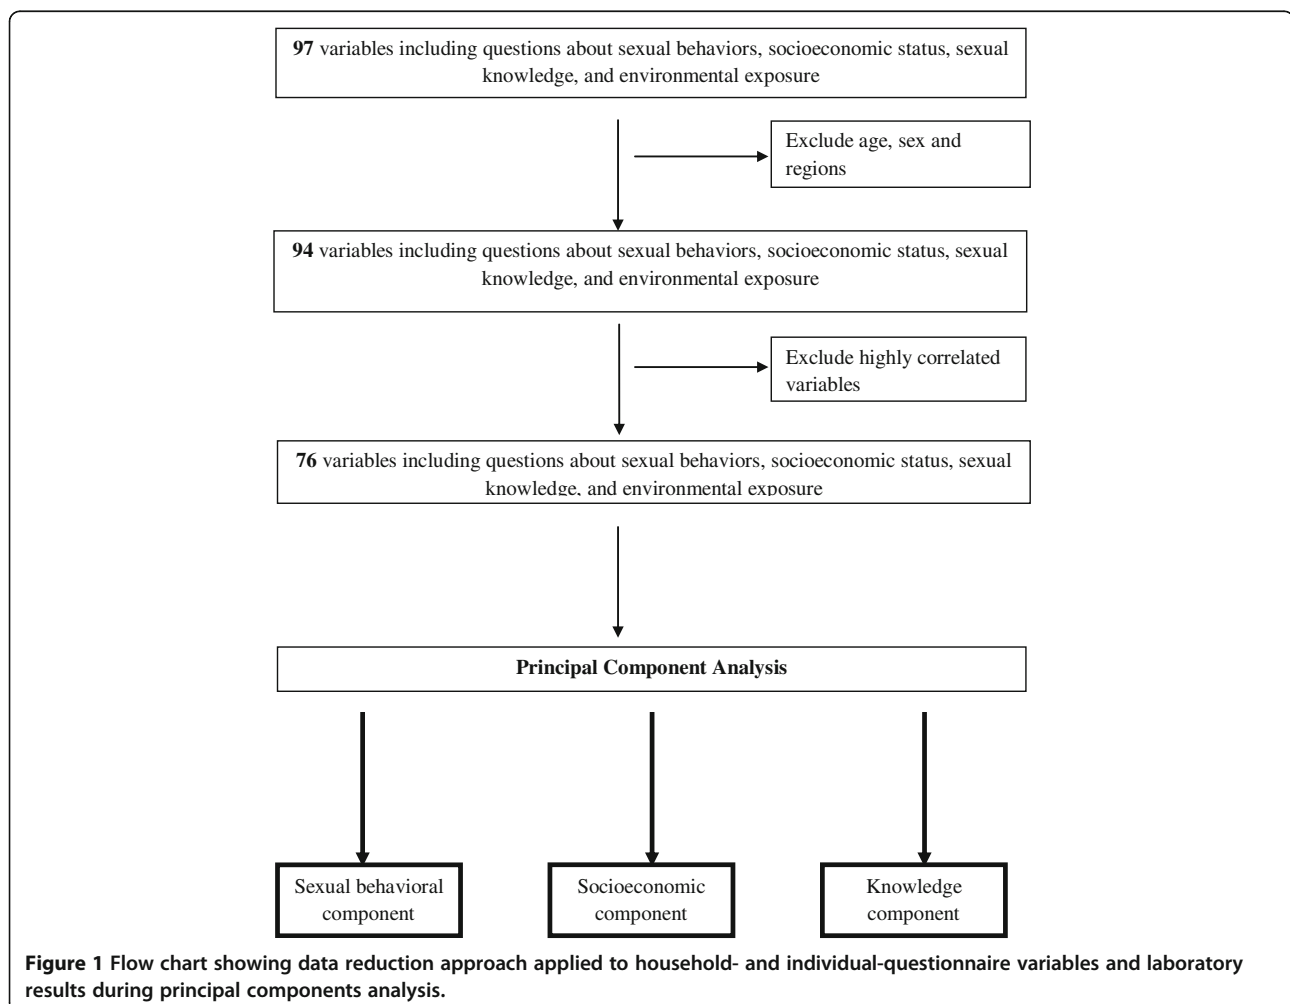 97 variables including questions about sexual behaviors, socioeconomic status, sexual
knowledge, and environmental exposure
Exclude age, sex and
regions
94 variables including questions about sexual behaviors, socioeconomic status, sexual
knowledge, and environmental exposure
Exclude highly correlated
variables
76 variables including questions about sexual behaviors, socioeconomic status, sexual
knowledge, and environmental exposure
Principal Component Analysis
Sexual behavioral
component
Socioeconomic
component
Knowledge
component
Figure 1 Flow chart showing data reduction approach applied to household- and individual-questionnaire variables and laboratory
results during principal components analysis.